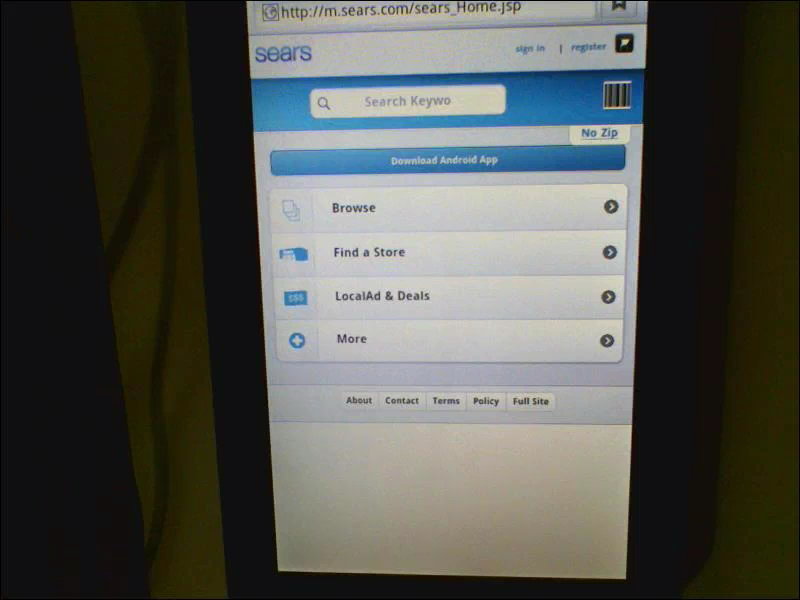 http://m.sears.com/sears_Home.jsp
sears
sign in | register
Search Keywo
No Zip
Download Android App
Browse
Find a Store
$$$ LocalAd & Deals
More
About Contact Terms Policy Full Site